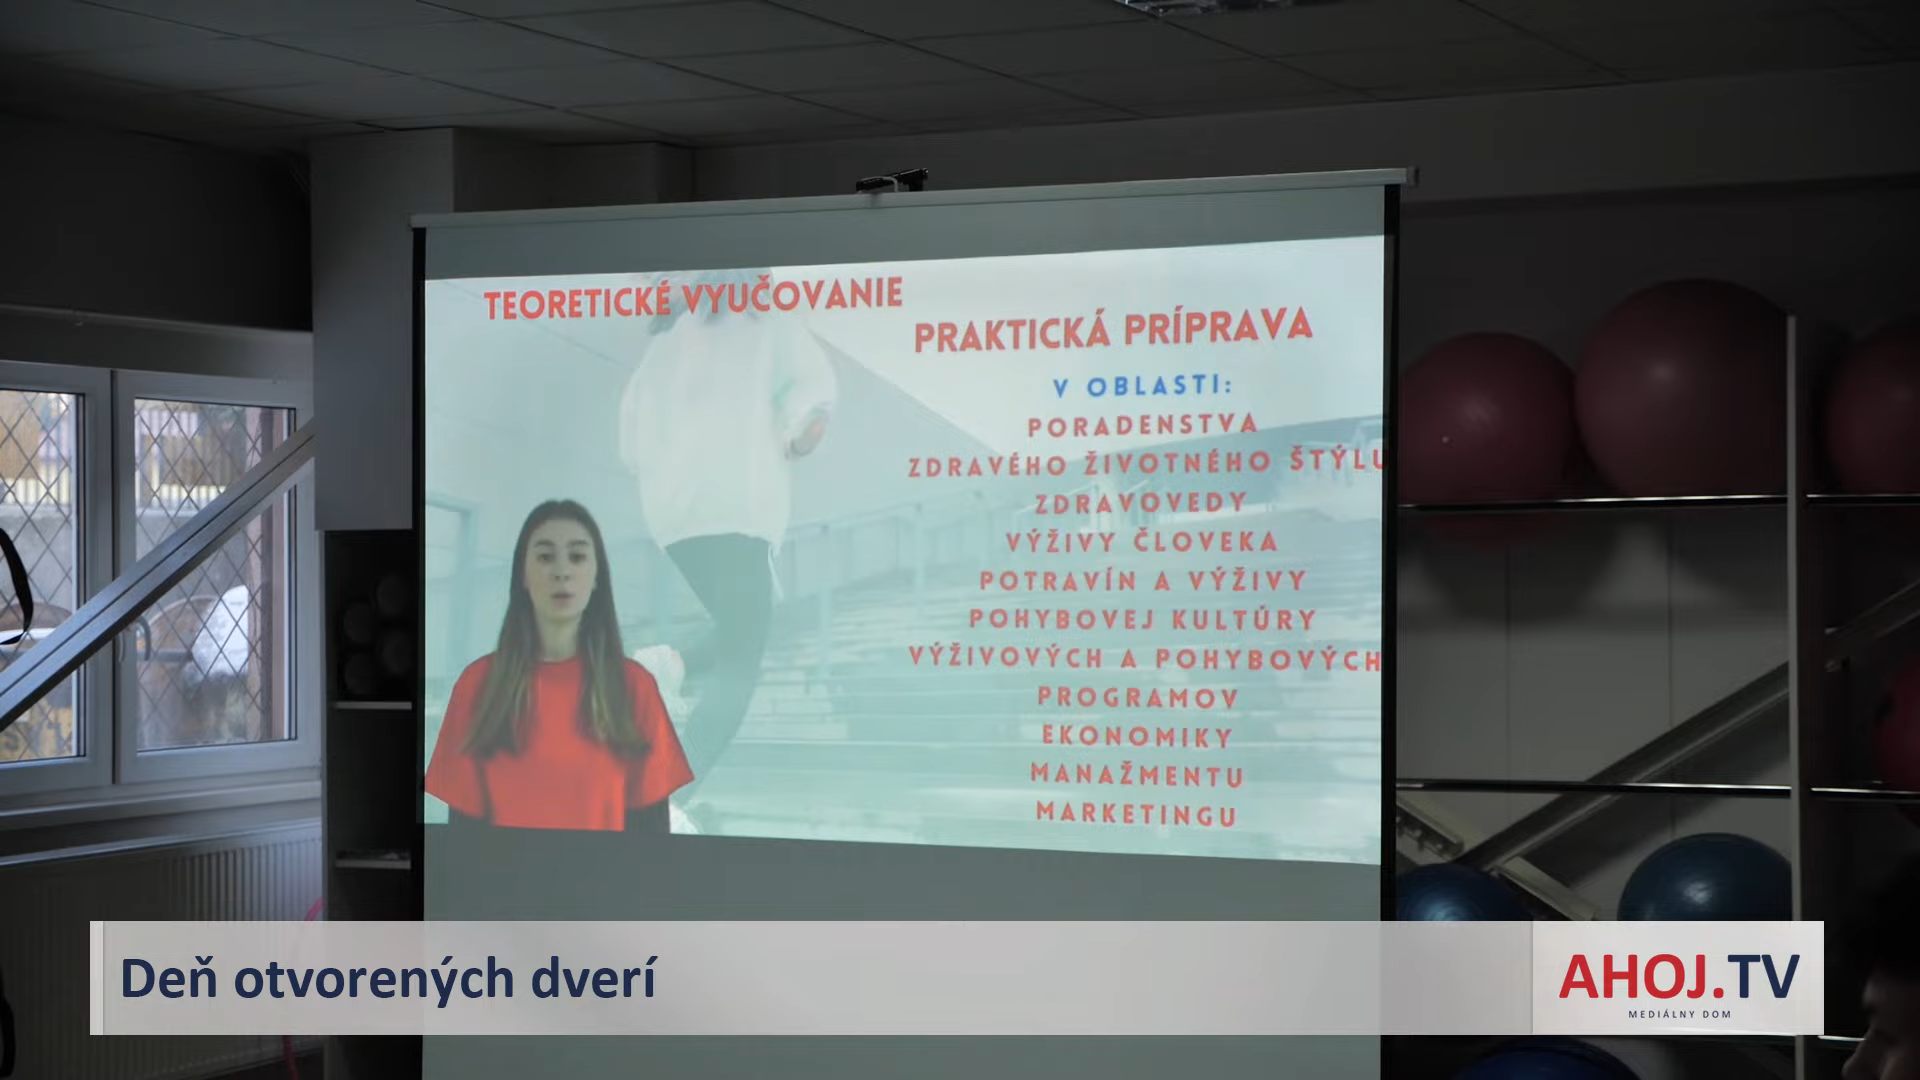 TEORETICKÉ VYUČOVANIE
PRAKTICKÁ PRÍPRAVA
V OBLASTI:
PORADENSTVA
ZDRAVÉHO ŽIVOTNÉHO ŠTÝLU
ZDRAVOVEDY
VÝŽIVY ČLOVEKA
POTRAVÍN A VÝŽIVY
POHYBOVEJ KULTÚRY
VÝŽIVOVÝCH A POHYBOVÝCH
PROGRAMOV
EKONOMIKY
MANAŽMENTU
MARKETINGU
Deň otvorených dverí
AHOJ.TV
MEDIÁLNY DOM